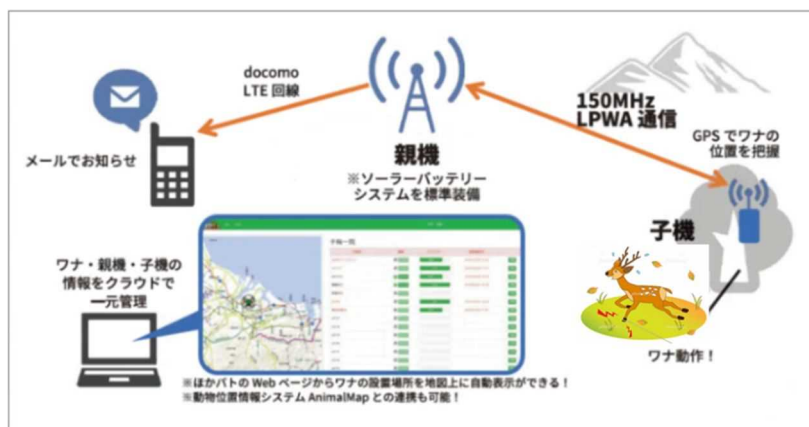 docomo
LTE 回線
メールでお知らせ
親機
※ソーラーバッテリー
システムを標準装備
150MHz
LPWA 通信
GPS でワナの
位置を把握
子機
ワナ動作！
ワナ・親機・子機の
情報をクラウドで
一元管理
子機一覧
※ほかパトの Web ページからワナの設置場所を地図上に自動表示ができる！
※動物位置情報システム AnimalMap との連携も可能！